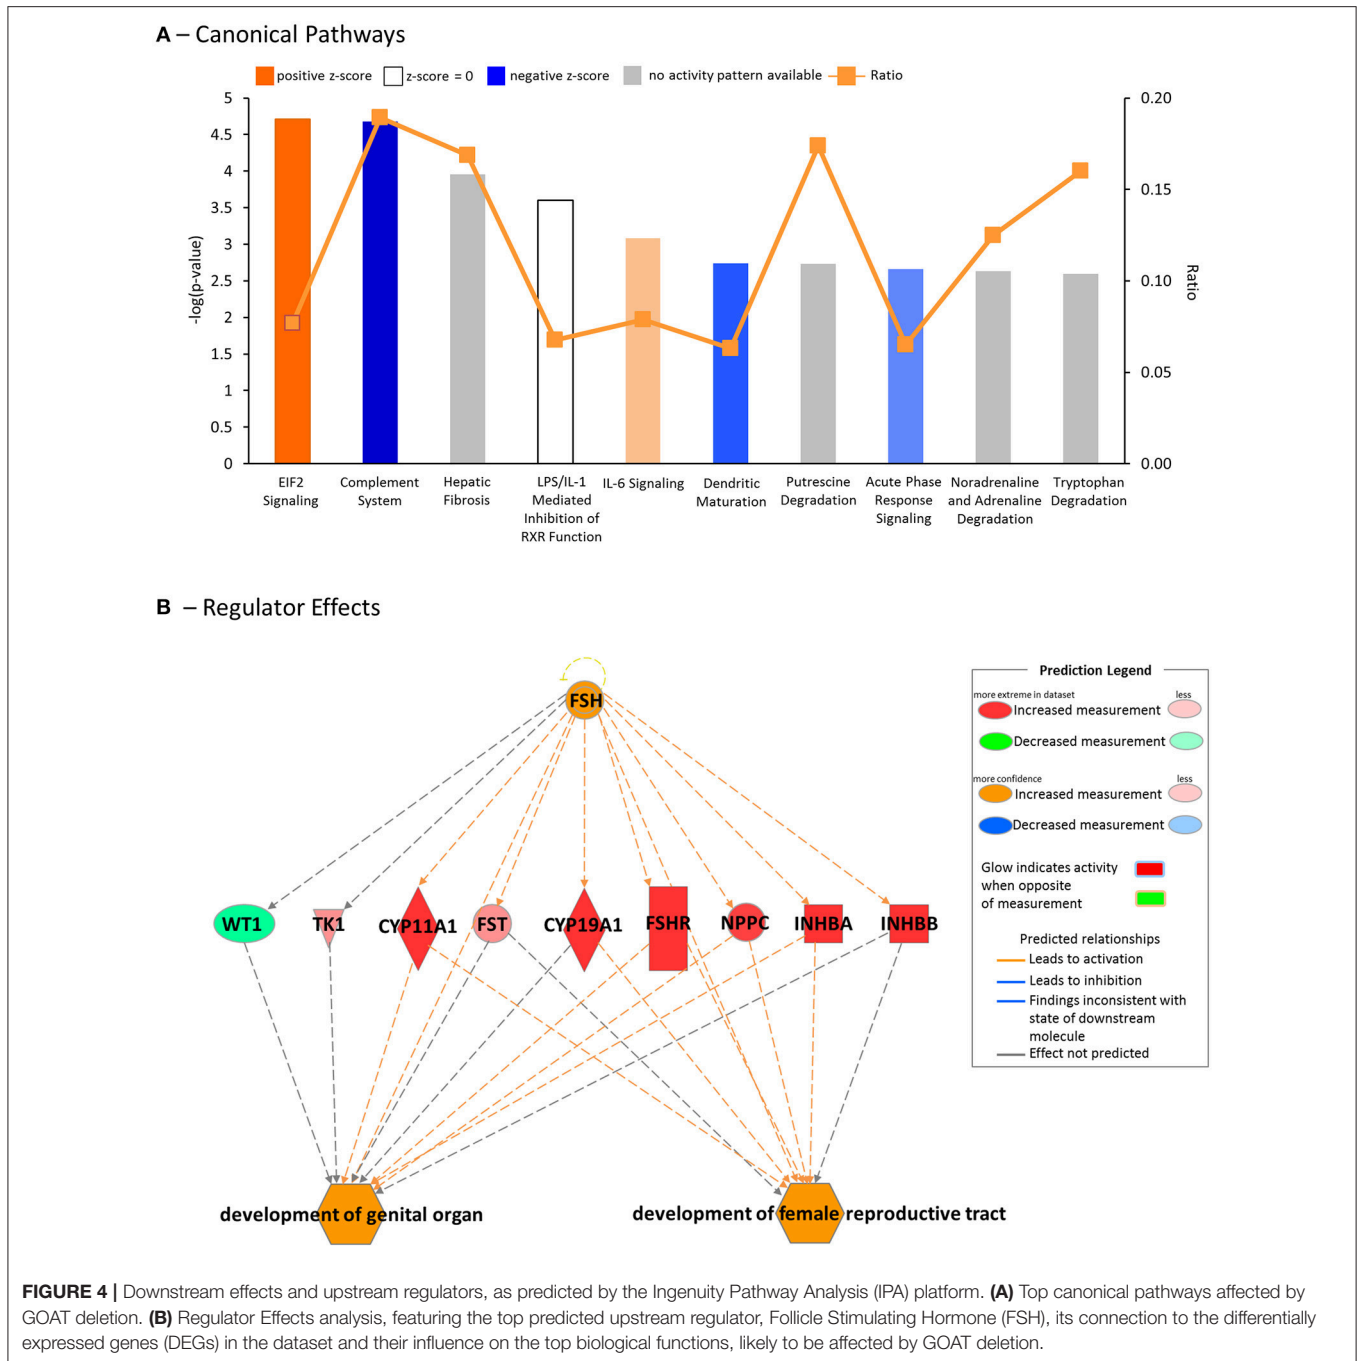 A – Canonical Pathways
positive z-score
z-score = 0
negative z-score
no activity pattern available
Ratio
5
4.5
4
3.5
3
2.5
2
1.5
1
0.5
0
-log(p-value)
0.20
0.15
0.10
0.05
0.00
Ratio
EIF2
Signaling
Complement
System
Hepatic
Fibrosis
LPS/IL-1
Mediated
Inhibition of
RXR Function
IL-6 Signaling
Dendritic
Maturation
Putrescine
Degradation
Acute Phase
Response
Signaling
Noradrenaline
and Adrenaline
Degradation
Tryptophan
Degradation
B – Regulator Effects
FSH
WT1
TK1
CYP11A1
FST
CYP19A1
FSHR
NPPC
INHBA
INHBB
development of genital organ
development of female reproductive tract
Prediction Legend
more extreme in dataset
less
Increased measurement
Decreased measurement
more confidence
less
Increased measurement
Decreased measurement
Glow indicates activity
when opposite
of measurement
Predicted relationships
Leads to activation
Leads to inhibition
Findings inconsistent with
state of downstream
molecule
Effect not predicted
FIGURE 4 | Downstream effects and upstream regulators, as predicted by the Ingenuity Pathway Analysis (IPA) platform. (A) Top canonical pathways affected by
GOAT deletion. (B) Regulator Effects analysis, featuring the top predicted upstream regulator, Follicle Stimulating Hormone (FSH), its connection to the differentially
expressed genes (DEGs) in the dataset and their influence on the top biological functions, likely to be affected by GOAT deletion.